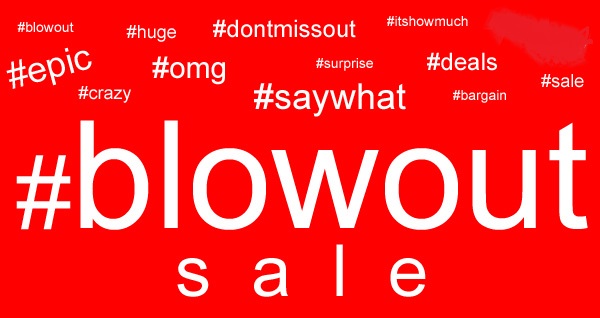 #blowout
#huge
#dontmissout
#itshowmuch
#epic
#omg
#surprise
#deals
#crazy
#saywhat
#bargain
#sale
#blowout
sale